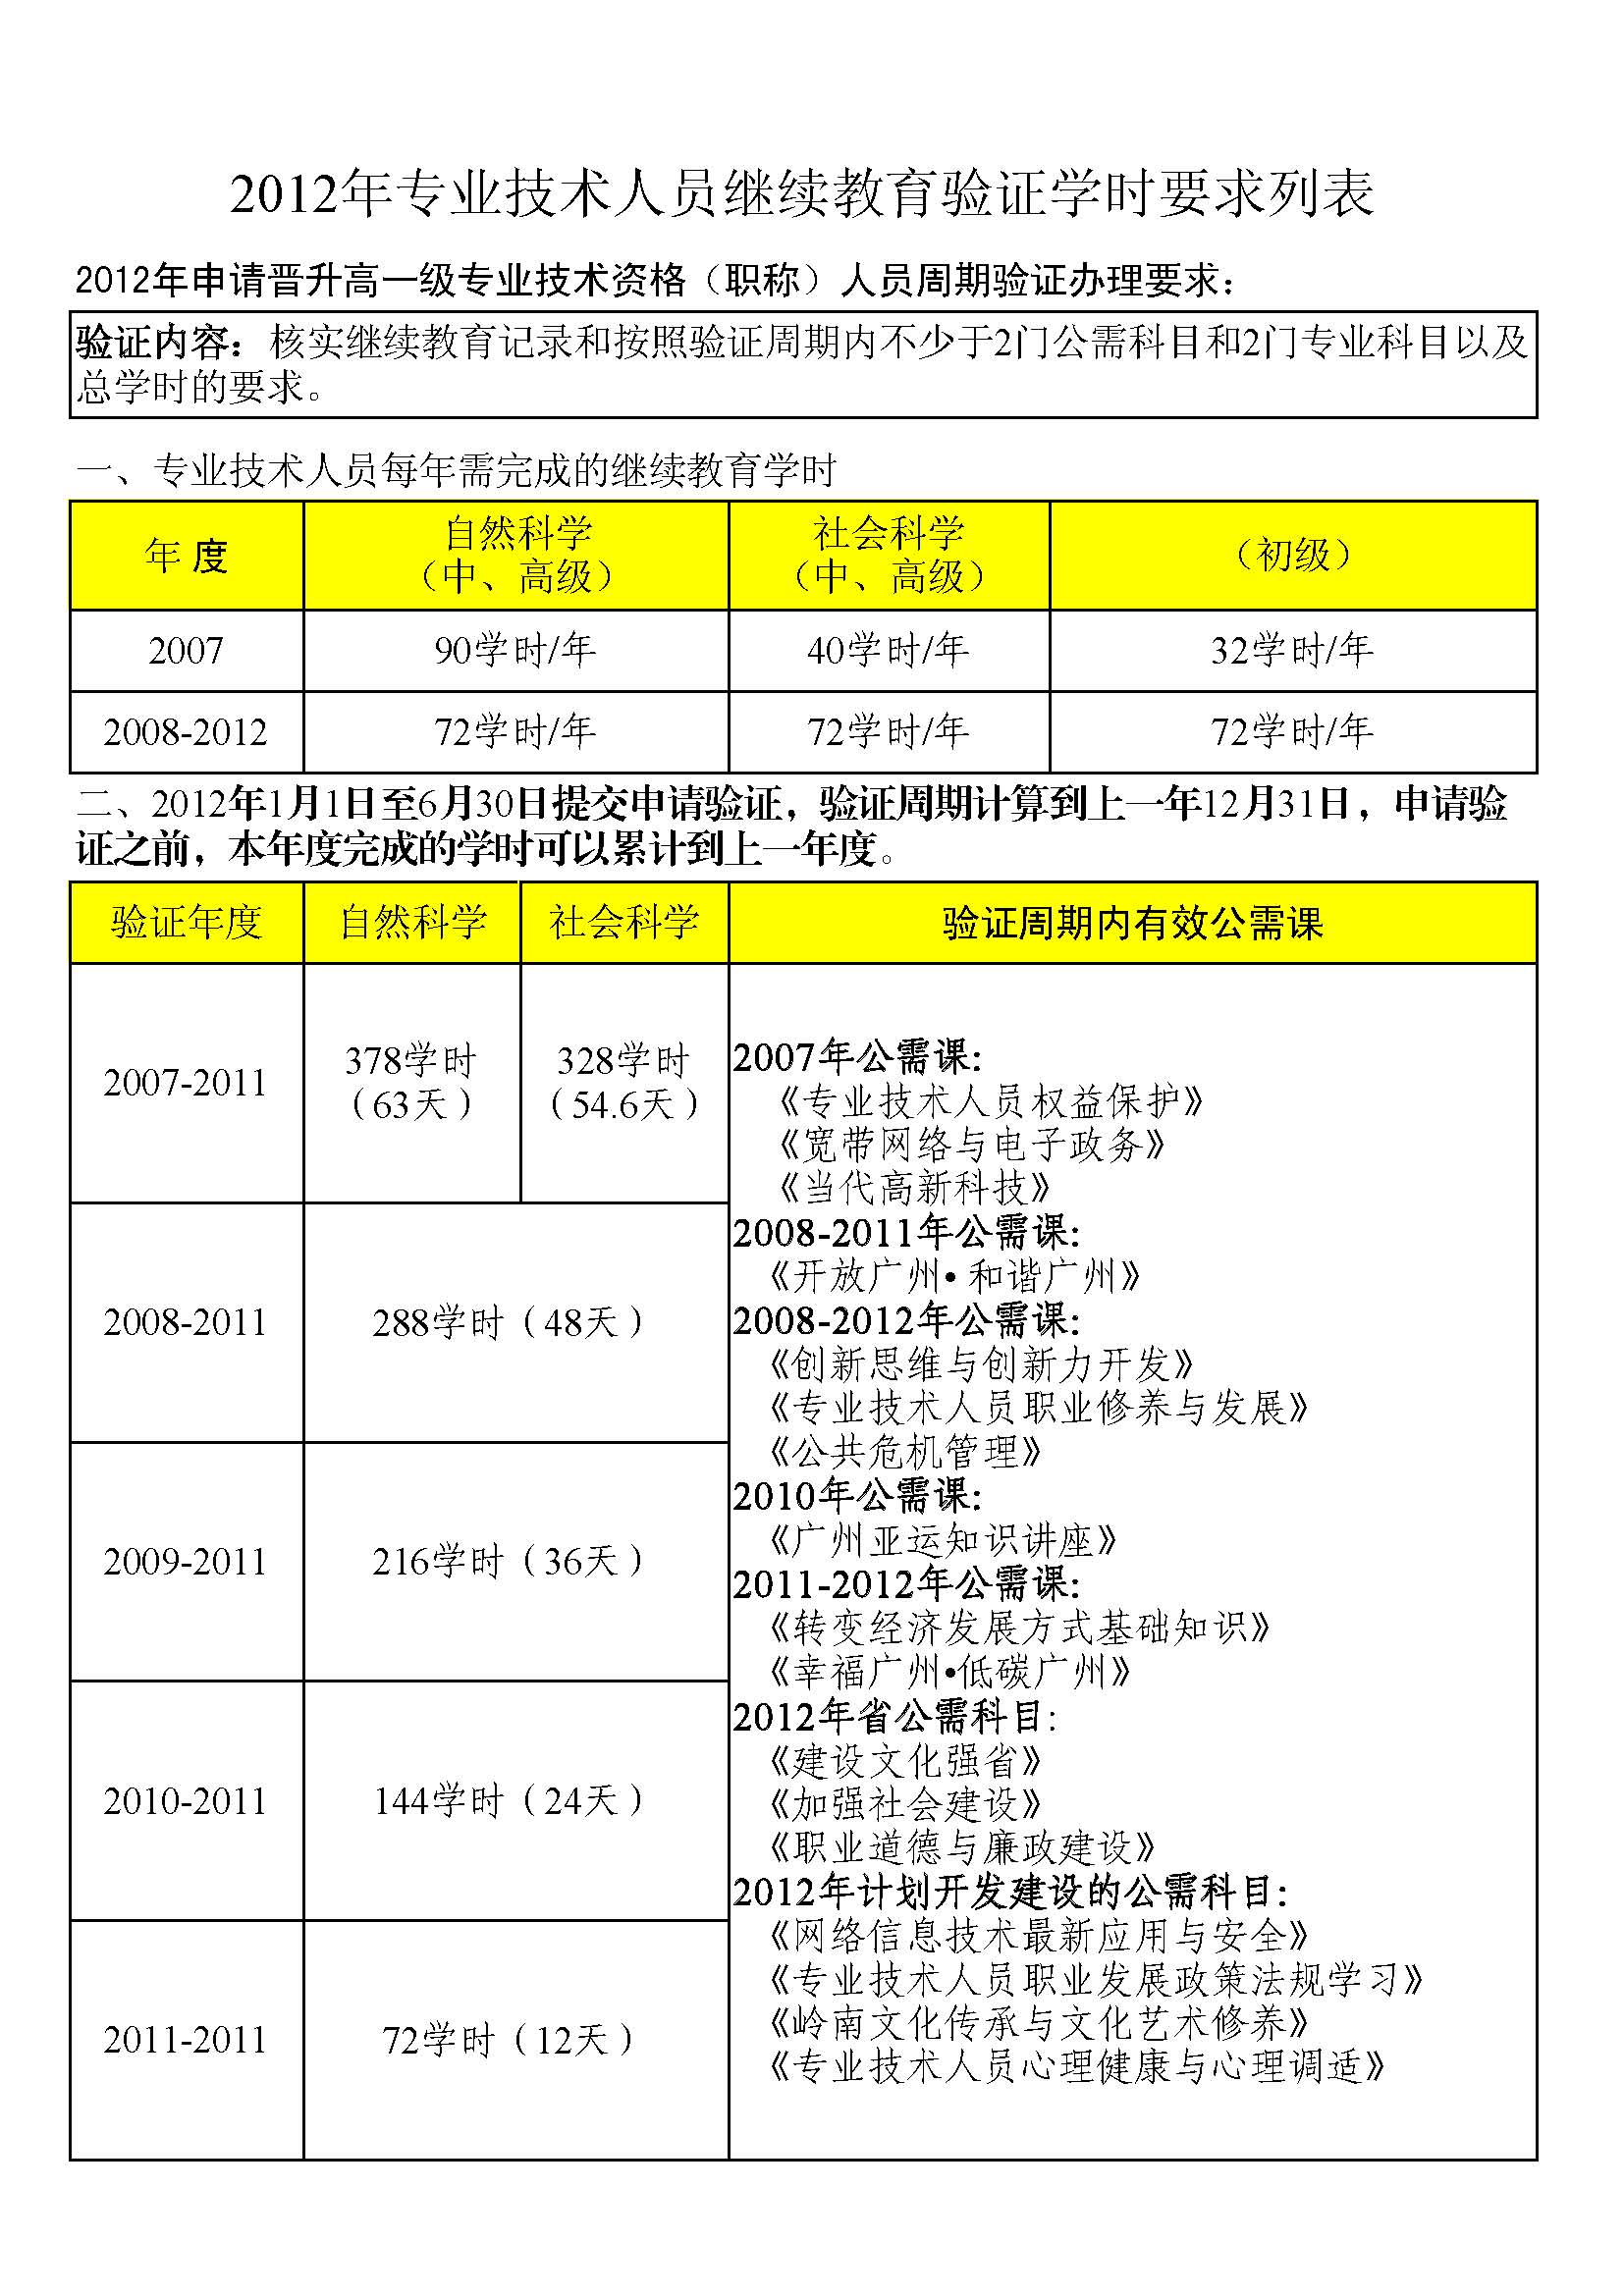 2012年专业技术人员继续教育验证学时要求列表
2012年申请晋升高一级专业技术资格（职称）人员周期验证办理要求：
验证内容：核实继续教育记录和按照验证周期内不少于2门公需科目和2门专业科目以及
总学时的要求。
一、专业技术人员每年需完成的继续教育学时
年 度
自然科学
（中、高级）
社会科学
（中、高级）
（初级）
2007
90学时/年
40学时/年
32学时/年
2008-2012
72学时/年
72学时/年
72学时/年
二、2012年1月1日至6月30日提交申请验证，验证周期计算到上一年12月31日，申请验
证之前，本年度完成的学时可以累计到上一年度。
验证年度
自然科学
社会科学
验证周期内有效公需课
2007-2011
378学时
（63天）
328学时
（54.6天）
2008-2011
288学时（48天）
2009-2011
216学时（36天）
2010-2011
144学时（24天）
2011-2011
72学时（12天）
2007年公需课：
《专业技术人员权益保护》
《宽带网络与电子政务》
《当代高新科技》
2008-2011年公需课：
《开放广州• 和谐广州》
2008-2012年公需课：
《创新思维与创新力开发》
《专业技术人员职业修养与发展》
《公共危机管理》
2010年公需课：
《广州亚运知识讲座》
2011-2012年公需课：
《转变经济发展方式基础知识》
《幸福广州•低碳广州》
2012年省公需科目：
《建设文化强省》
《加强社会建设》
《职业道德与廉政建设》
2012年计划开发建设的公需科目：
《网络信息技术最新应用与安全》
《专业技术人员职业发展政策法规学习》
《岭南文化传承与文化艺术修养》
《专业技术人员心理健康与心理调适》